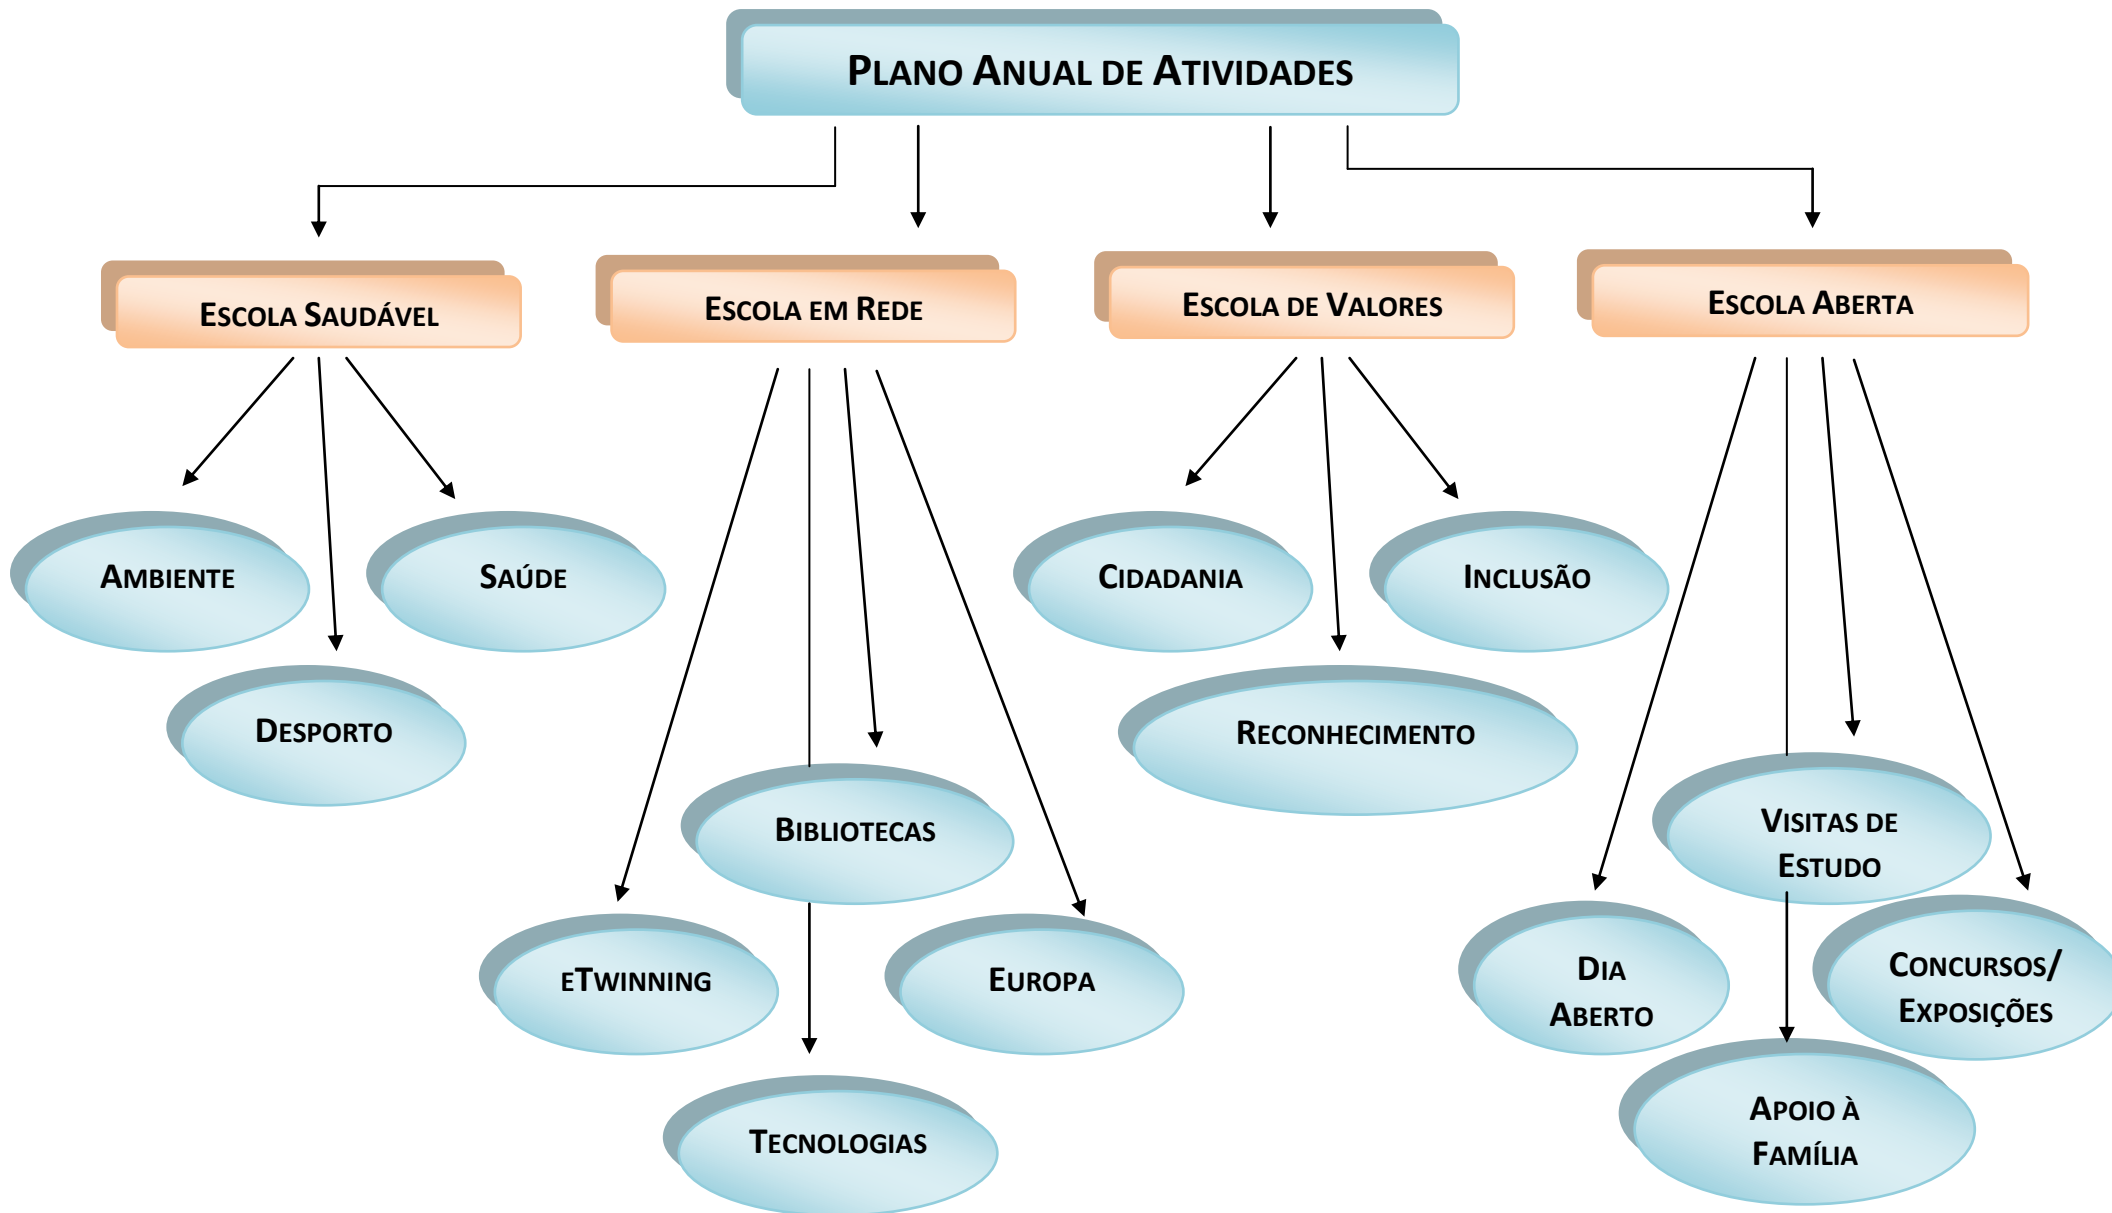 Plano Anual de Atividades
Escola Saudável
Escola em Rede
Escola de Valores
Escola Aberta
Ambiente
Saúde
Desporto
Bibliotecas
eTwinning
Europa
Tecnologias
Cidadania
Inclusão
Reconhecimento
Visitas de
Estudo
Dia
Aberto
Concursos/
Exposições
Apoio à
Família